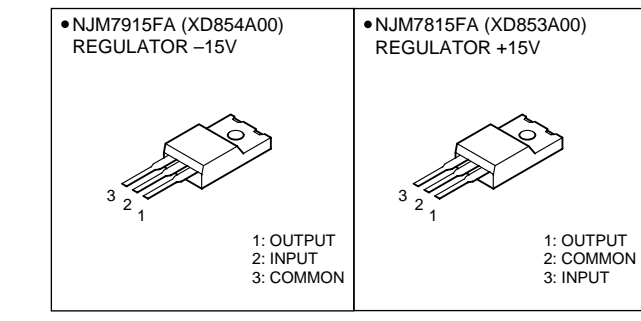 ● NJM7915FA (XD854A00)
REGULATOR –15V
3
2
1
1: OUTPUT
2: INPUT
3: COMMON
● NJM7815FA (XD853A00)
REGULATOR +15V
3
2
1
1: OUTPUT
2: COMMON
3: INPUT